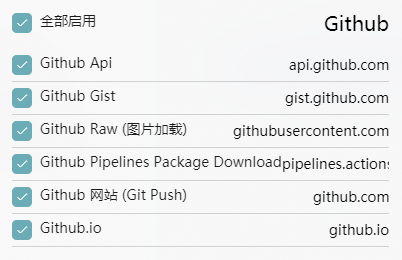 全部启用 Github
Github Api api.github.com
Github Gist gist.github.com
Github Raw (图片加载) githubusercontent.com
Github Pipelines Package Download pipelines.actions
Github 网站 (Git Push) github.com
Github.io github.io